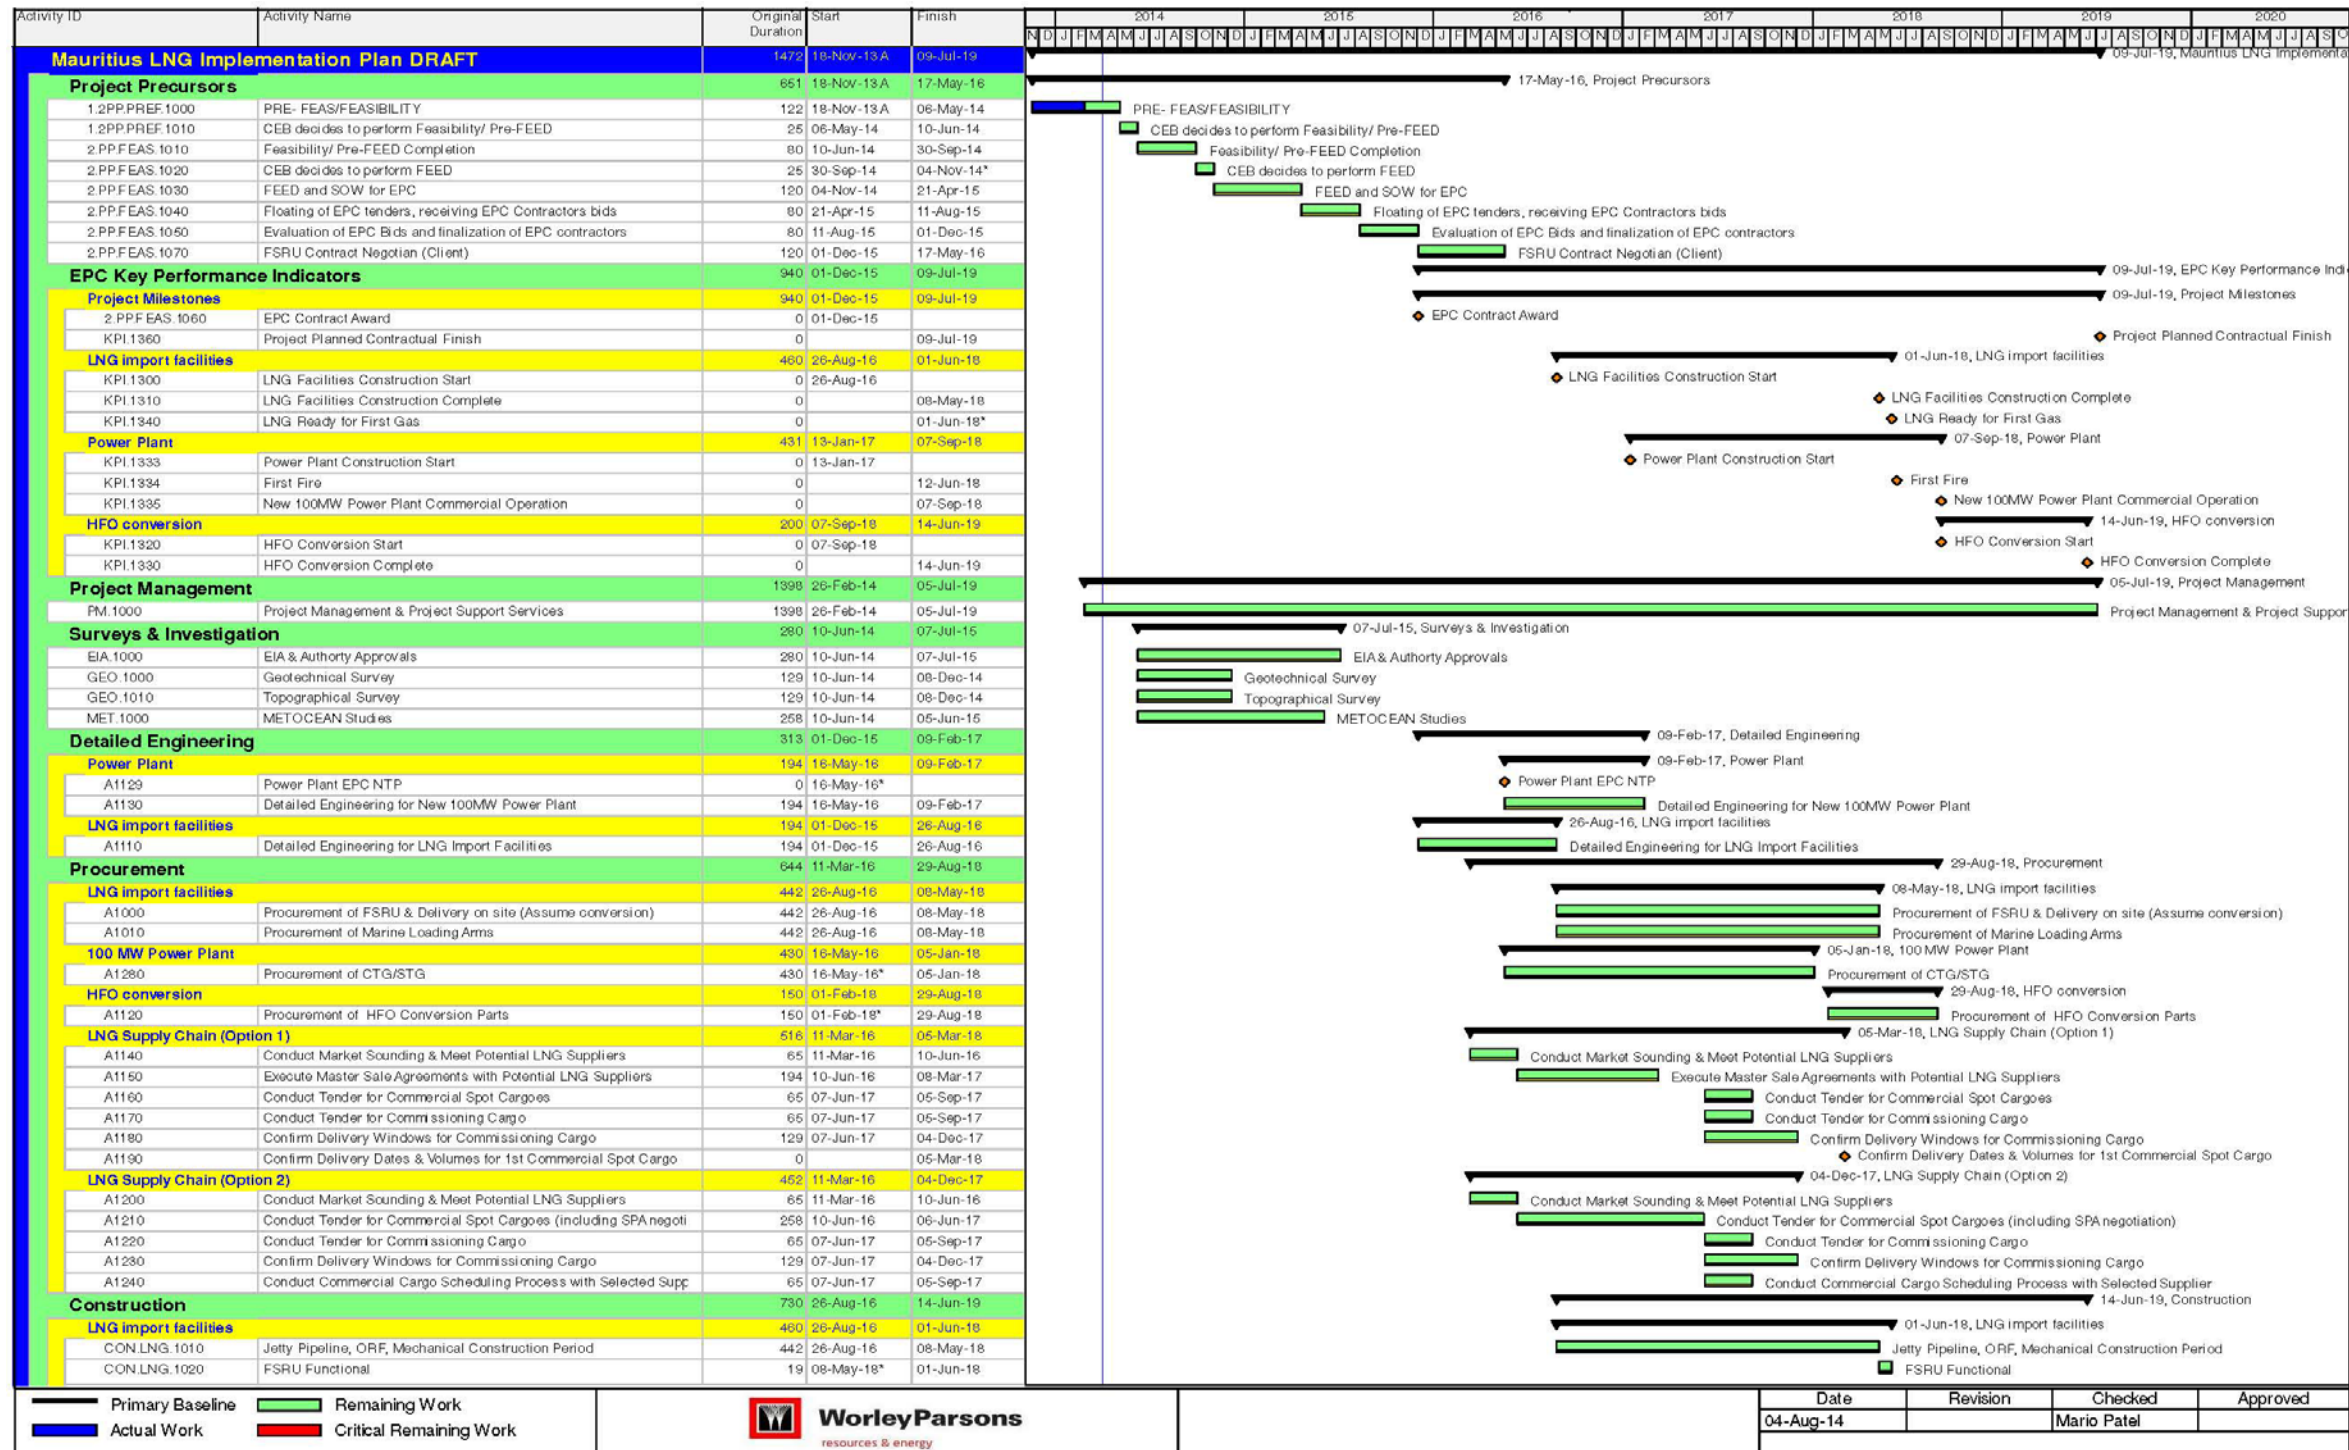 Activity ID Activity Name Original Duration Start Finish 2014 2015 2016 2017 2018 2019 2020
Mauritius LNG Implementation Plan DRAFT 1472 18-Nov-13 A 09-Jul-19 09-Jul-19, Mauritius LNG Implementa
Project Precursors 651 18-Nov-13 A 17-May-16 17-May-16, Project Precursors
1.2PP.PREF.1000 PRE- FEAS/FEASIBILITY 122 18-Nov-13 A 06-May-14 PRE- FEAS/FEASIBILITY
1.2PP.PREF.1010 CEB decides to perform Feasibility/ Pre-FEED 25 06-May-14 10-Jun-14 CEB decides to perform Feasibility/ Pre-FEED
2.PP.FEAS.1010 Feasibility/ Pre-FEED Completion 80 10-Jun-14 30-Sep-14 Feasibility/ Pre-FEED Completion
2.PP.FEAS.1020 CEB decides to perform FEED 25 30-Sep-14 04-Nov-14* CEB decides to perform FEED
2.PP.FEAS.1030 FEED and SOW for EPC 120 04-Nov-14 21-Apr-15 FEED and SOW for EPC
2.PP.FEAS.1040 Floating of EPC tenders, receiving EPC Contractors bids 80 21-Apr-15 11-Aug-15 Floating of EPC tenders, receiving EPC Contractors bids
2.PP.FEAS.1050 Evaluation of EPC Bids and finalization of EPC contractors 80 11-Aug-15 01-Dec-15 Evaluation of EPC Bids and finalization of EPC contractors
2.PP.FEAS.1070 FSRU Contract Negotian (Client) 120 01-Dec-15 17-May-16 FSRU Contract Negotian (Client)
EPC Key Performance Indicators 940 01-Dec-15 09-Jul-19 09-Jul-19, EPC Key Performance Indi
Project Milestones 940 01-Dec-15 09-Jul-19 09-Jul-19, Project Milestones
2.PP.FEAS.1060 EPC Contract Award 0 01-Dec-15 EPC Contract Award
KPI.1360 Project Planned Contractual Finish 0 09-Jul-19 Project Planned Contractual Finish
LNG import facilities 460 26-Aug-16 01-Jun-18 01-Jun-18, LNG import facilities
KPI.1300 LNG Facilities Construction Start 0 26-Aug-16 LNG Facilities Construction Start
KPI.1310 LNG Facilities Construction Complete 0 08-May-18 LNG Facilities Construction Complete
KPI.1340 LNG Ready for First Gas 0 01-Jun-18* LNG Ready for First Gas
Power Plant 431 13-Jan-17 07-Sep-18 07-Sep-18, Power Plant
KPI.1333 Power Plant Construction Start 0 13-Jan-17 Power Plant Construction Start
KPI.1334 First Fire 0 12-Jun-18 First Fire
KPI.1335 New 100MW Power Plant Commercial Operation 0 07-Sep-18 New 100MW Power Plant Commercial Operation
HFO conversion 200 07-Sep-18 14-Jun-19 14-Jun-19, HFO conversion
KPI.1320 HFO Conversion Start 0 07-Sep-18 HFO Conversion Start
KPI.1330 HFO Conversion Complete 0 14-Jun-19 HFO Conversion Complete
Project Management 1398 26-Feb-14 05-Jul-19 05-Jul-19, Project Management
PM.1000 Project Management & Project Support Services 1398 26-Feb-14 05-Jul-19 Project Management & Project Suppor
Surveys & Investigation 280 10-Jun-14 07-Jul-15 07-Jul-15, Surveys & Investigation
EIA.1000 EIA & Authorty Approvals 280 10-Jun-14 07-Jul-15 EIA & Authorty Approvals
GEO.1000 Geotechnical Survey 129 10-Jun-14 08-Dec-14 Geotechnical Survey
GEO.1010 Topographical Survey 129 10-Jun-14 08-Dec-14 Topographical Survey
MET.1000 METOCEAN Studies 258 10-Jun-14 05-Jun-15 METOCEAN Studies
Detailed Engineering 313 01-Dec-15 09-Feb-17 09-Feb-17, Detailed Engineering
Power Plant 194 16-May-16 09-Feb-17 09-Feb-17, Power Plant
A1129 Power Plant EPC NTP 0 16-May-16* Power Plant EPC NTP
A1130 Detailed Engineering for New 100MW Power Plant 194 16-May-16 09-Feb-17 Detailed Engineering for New 100MW Power Plant
LNG import facilities 194 01-Dec-15 26-Aug-16 26-Aug-16, LNG import facilities
A1110 Detailed Engineering for LNG Import Facilities 194 01-Dec-15 26-Aug-16 Detailed Engineering for LNG Import Facilities
Procurement 644 11-Mar-16 29-Aug-18 29-Aug-18, Procurement
LNG import facilities 442 26-Aug-16 08-May-18 08-May-18, LNG import facilities
A1000 Procurement of FSRU & Delivery on site (Assume conversion) 442 26-Aug-16 08-May-18 Procurement of FSRU & Delivery on site (Assume conversion)
A1010 Procurement of Marine Loading Arms 442 26-Aug-16 08-May-18 Procurement of Marine Loading Arms
100 MW Power Plant 430 16-May-16 05-Jan-18 05-Jan-18, 100 MW Power Plant
A1280 Procurement of CTG/STG 430 16-May-16* 05-Jan-18 Procurement of CTG/STG
HFO conversion 150 01-Feb-18 29-Aug-18 29-Aug-18, HFO conversion
A1120 Procurement of HFO Conversion Parts 150 01-Feb-18* 29-Aug-18 Procurement of HFO Conversion Parts
LNG Supply Chain (Option 1) 516 11-Mar-16 05-Mar-18 05-Mar-18, LNG Supply Chain (Option 1)
A1140 Conduct Market Sounding & Meet Potential LNG Suppliers 65 11-Mar-16 10-Jun-16 Conduct Market Sounding & Meet Potential LNG Suppliers
A1150 Execute Master Sale Agreements with Potential LNG Suppliers 194 10-Jun-16 08-Mar-17 Execute Master Sale Agreements with Potential LNG Suppliers
A1160 Conduct Tender for Commercial Spot Cargoes 65 07-Jun-17 05-Sep-17 Conduct Tender for Commercial Spot Cargoes
A1170 Conduct Tender for Commissioning Cargo 65 07-Jun-17 05-Sep-17 Conduct Tender for Commissioning Cargo
A1180 Confirm Delivery Windows for Commissioning Cargo 129 07-Jun-17 04-Dec-17 Confirm Delivery Windows for Commissioning Cargo
A1190 Confirm Delivery Dates & Volumes for 1st Commercial Spot Cargo 0 05-Mar-18 Confirm Delivery Dates & Volumes for 1st Commercial Spot Cargo
LNG Supply Chain (Option 2) 452 11-Mar-16 04-Dec-17 04-Dec-17, LNG Supply Chain (Option 2)
A1200 Conduct Market Sounding & Meet Potential LNG Suppliers 65 11-Mar-16 10-Jun-16 Conduct Market Sounding & Meet Potential LNG Suppliers
A1210 Conduct Tender for Commercial Spot Cargoes (including SPA negoti 258 10-Jun-16 06-Jun-17 Conduct Tender for Commercial Spot Cargoes (including SPA negotiation)
A1220 Conduct Tender for Commissioning Cargo 65 07-Jun-17 05-Sep-17 Conduct Tender for Commissioning Cargo
A1230 Confirm Delivery Windows for Commissioning Cargo 129 07-Jun-17 04-Dec-17 Confirm Delivery Windows for Commissioning Cargo
A1240 Conduct Commercial Cargo Scheduling Process with Selected Supp 65 07-Jun-17 05-Sep-17 Conduct Commercial Cargo Scheduling Process with Selected Supplier
Construction 730 26-Aug-16 14-Jun-19 14-Jun-19, Construction
LNG import facilities 460 26-Aug-16 01-Jun-18 01-Jun-18, LNG import facilities
CON.LNG.1010 Jetty Pipeline, ORF, Mechanical Construction Period 442 26-Aug-16 08-May-18 Jetty Pipeline, ORF, Mechanical Construction Period
CON.LNG.1020 FSRU Functional 19 08-May-18* 01-Jun-18 FSRU Functional
Primary Baseline Remaining Work
Actual Work Critical Remaining Work
WorleyParsons
resources & energy
Date Revision Checked Approved
04-Aug-14 Mario Patel